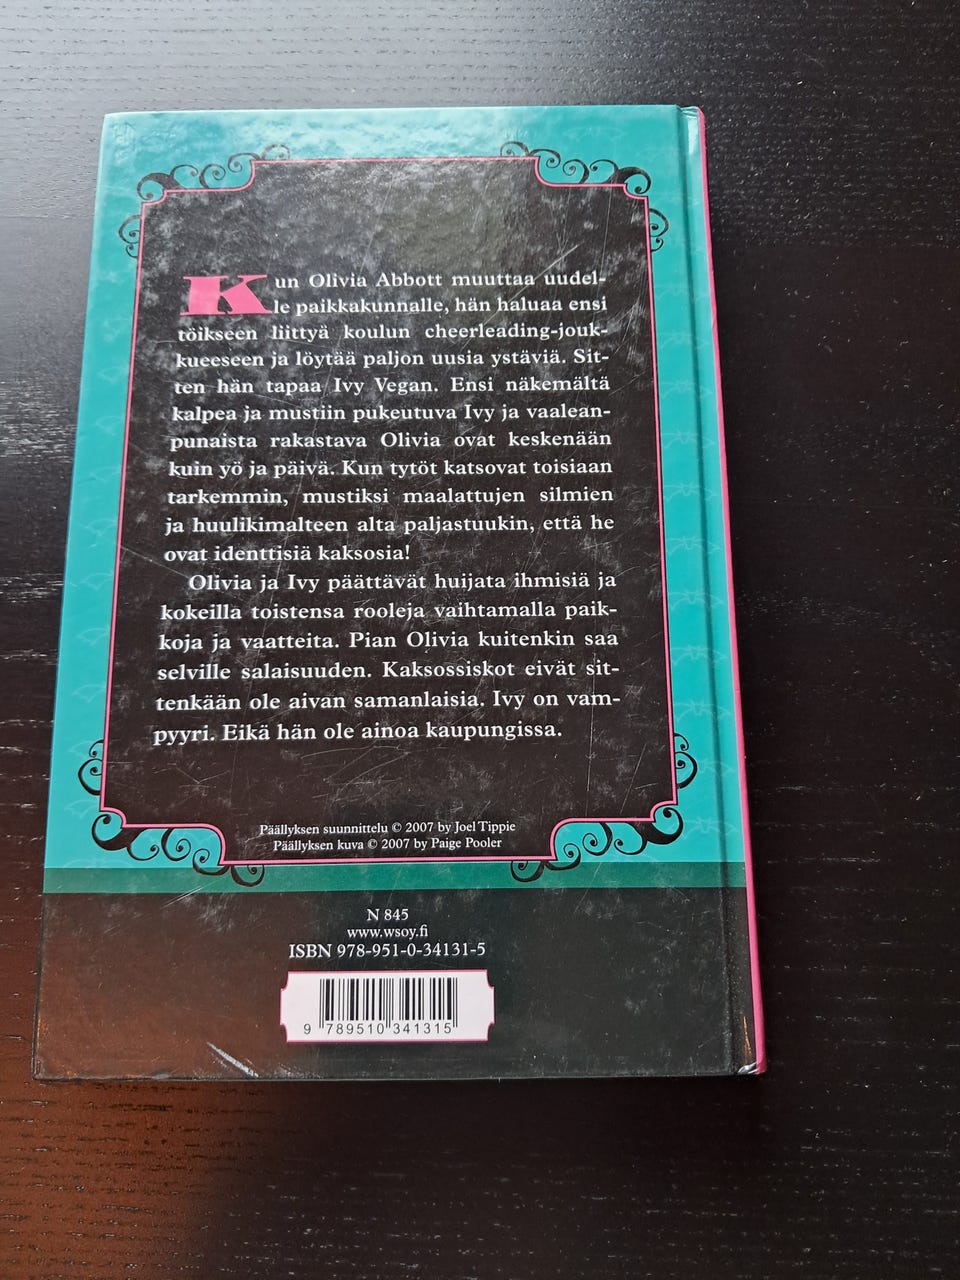 Kun Olivia Abbott muuttaa uudel-
le paikkakunnalle, hän haluaa ensi
töikseen liittyä koulun cheerleading-jouk-
kueeseen ja löytää paljon uusia ystäviä. Sit-
ten hän tapaa Ivy Vegan. Ensi näkemältä
kalpea ja mustiin pukeutuva Ivy ja vaalean-
punaista rakastava Olivia ovat keskenään
kuin yö ja päivä. Kun tytöt katsovat toisiaan
tarkemmin, mustiksi maalattujen silmien
ja huulikimalteen alta paljastuukin, että he
ovat identtisiä kaksosia!
Olivia ja Ivy päättävät huijata ihmisiä ja
kokeilla toistensa rooleja vaihtamalla paik-
koja ja vaatteita. Pian Olivia kuitenkin saa
selville salaisuuden. Kaksossiskot eivät sit-
tenkään ole aivan samanlaisia. Ivy on vam-
pyyri. Eikä hän ole ainoa kaupungissa.
Päällyksen suunnittelu © 2007 by Joel Tippie
Päällyksen kuva © 2007 by Paige Pooler
N 845
www.wsoy.fi
ISBN 978-951-0-34131-5
9 789510 341315